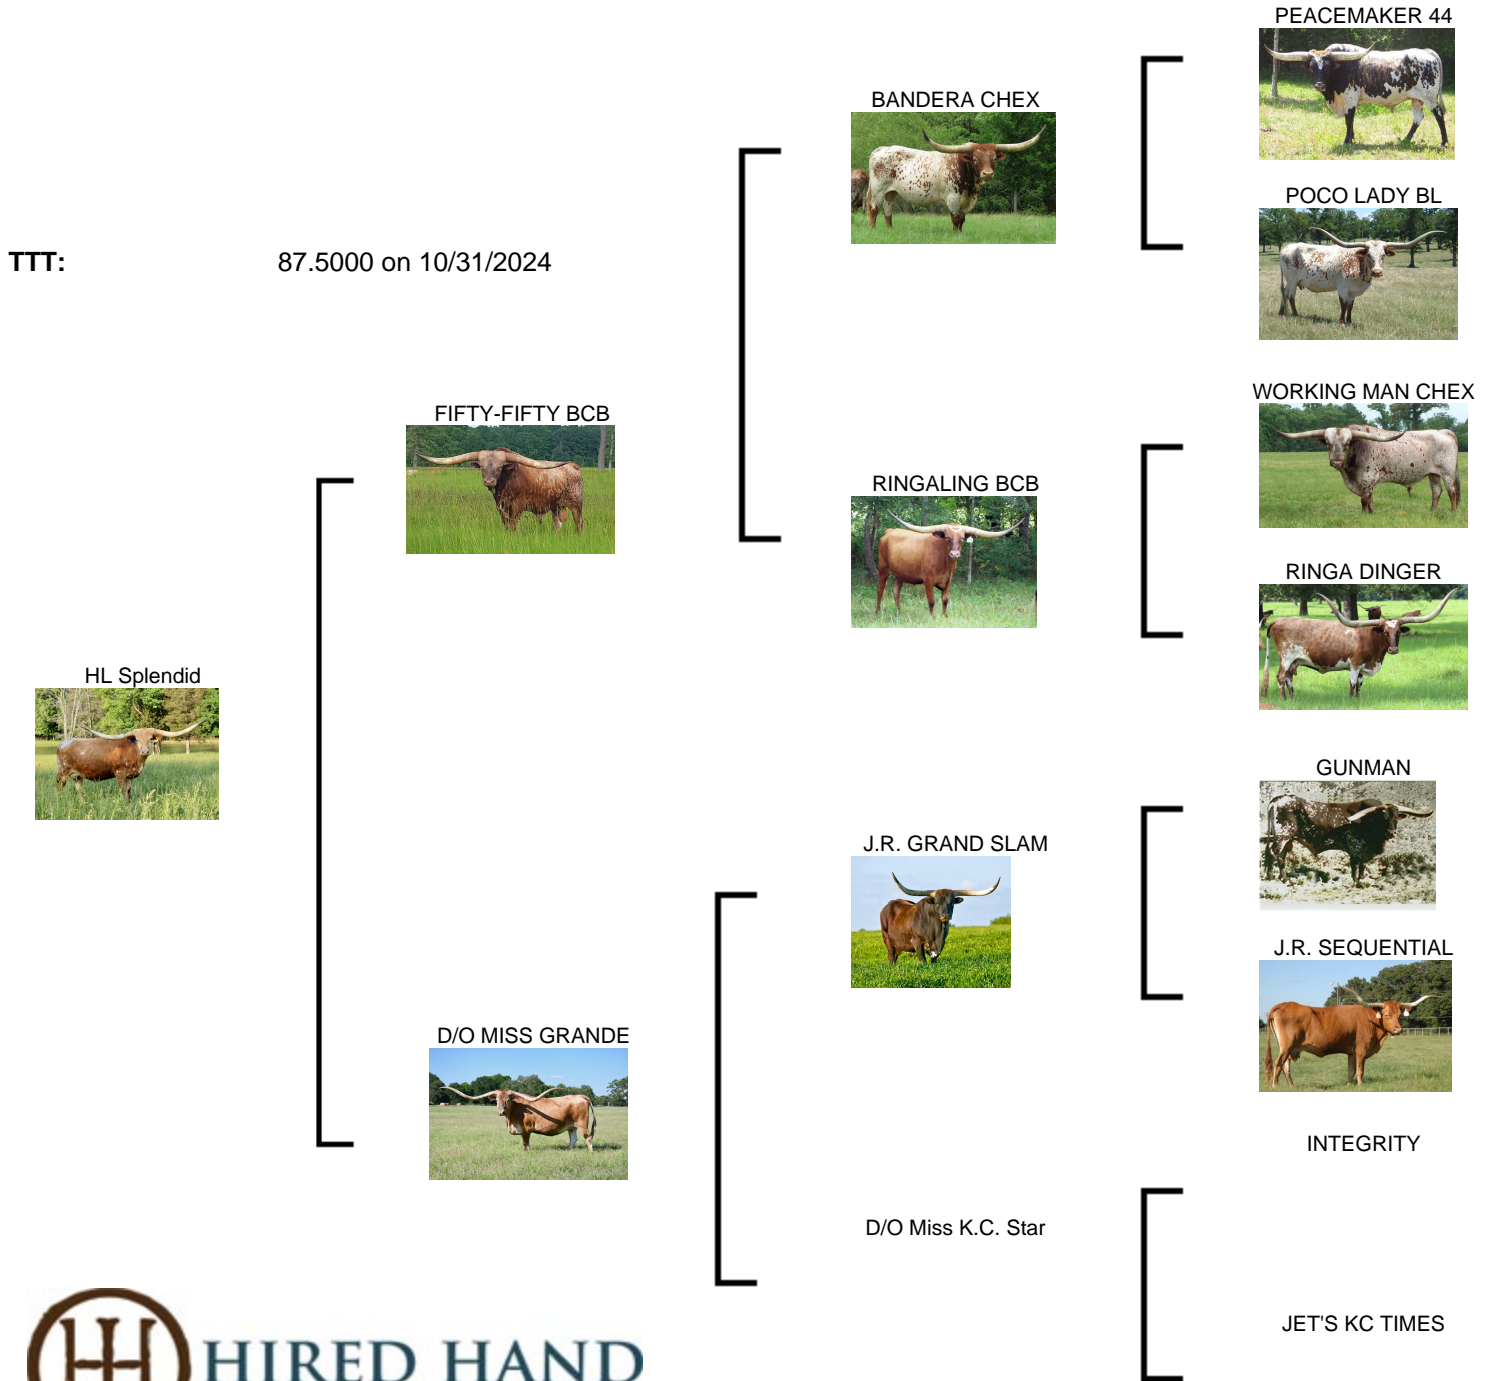 PEACEMAKER 44
BANDERA CHEX
POCO LADY BL
TTT: 87.5000 on 10/31/2024
WORKING MAN CHEX
FIFTY-FIFTY BCB
RINGALING BCB
RINGA DINGER
HL Splendid
GUNMAN
J.R. GRAND SLAM
J.R. SEQUENTIAL
D/O MISS GRANDE
INTEGRITY
D/O Miss K.C. Star
JET'S KC TIMES
HIRED HAND